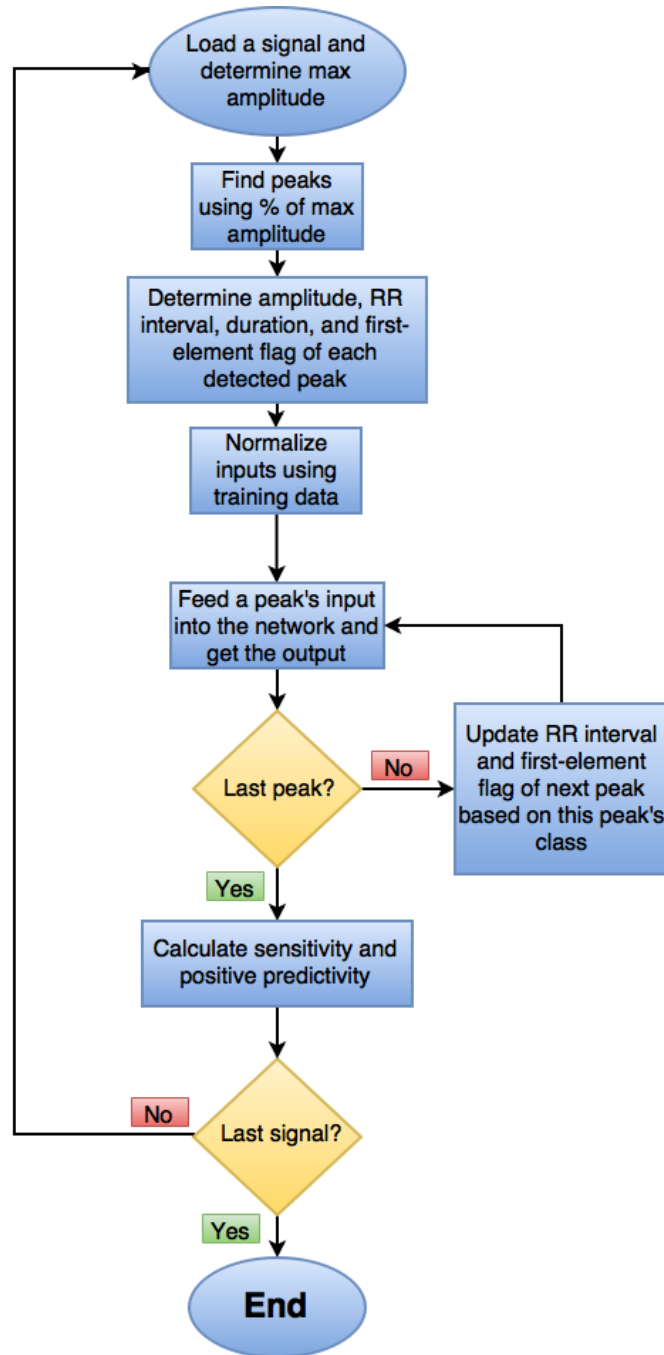 Load a signal and
determine max
amplitude
Find peaks
using % of max
amplitude
Determine amplitude, RR
interval, duration, and first-
element flag of each
detected peak
Normalize
inputs using
training data
Feed a peak's input
into the network and
get the output
Last peak?
No
Update RR interval
and first-element
flag of next peak
based on this peak's
class
Yes
Calculate sensitivity and
positive predictivity
Last signal?
No
Yes
End